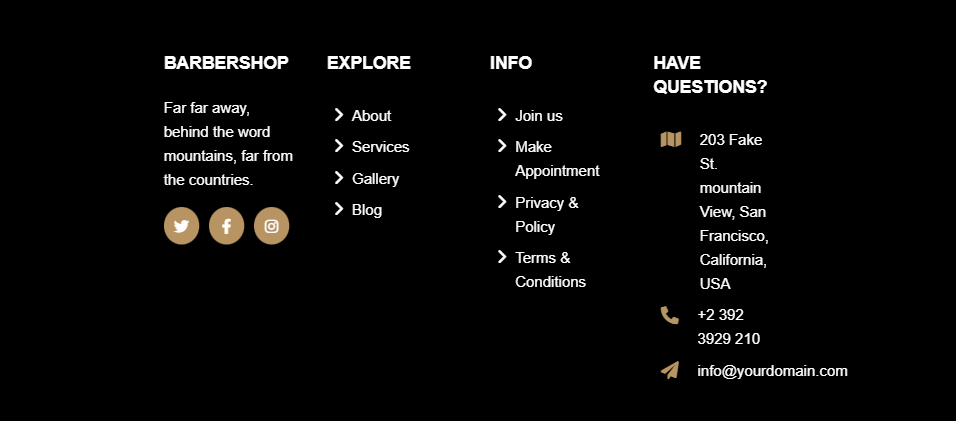 BARBERSHOP
Far far away,
behind the word
mountains, far from
the countries.
EXPLORE
About
Services
Gallery
Blog
INFO
Join us
Make
Appointment
Privacy &
Policy
Terms &
Conditions
HAVE
QUESTIONS?
203 Fake
St.
mountain
View, San
Francisco,
California,
USA
+2 392
3929 210
info@yourdomain.com